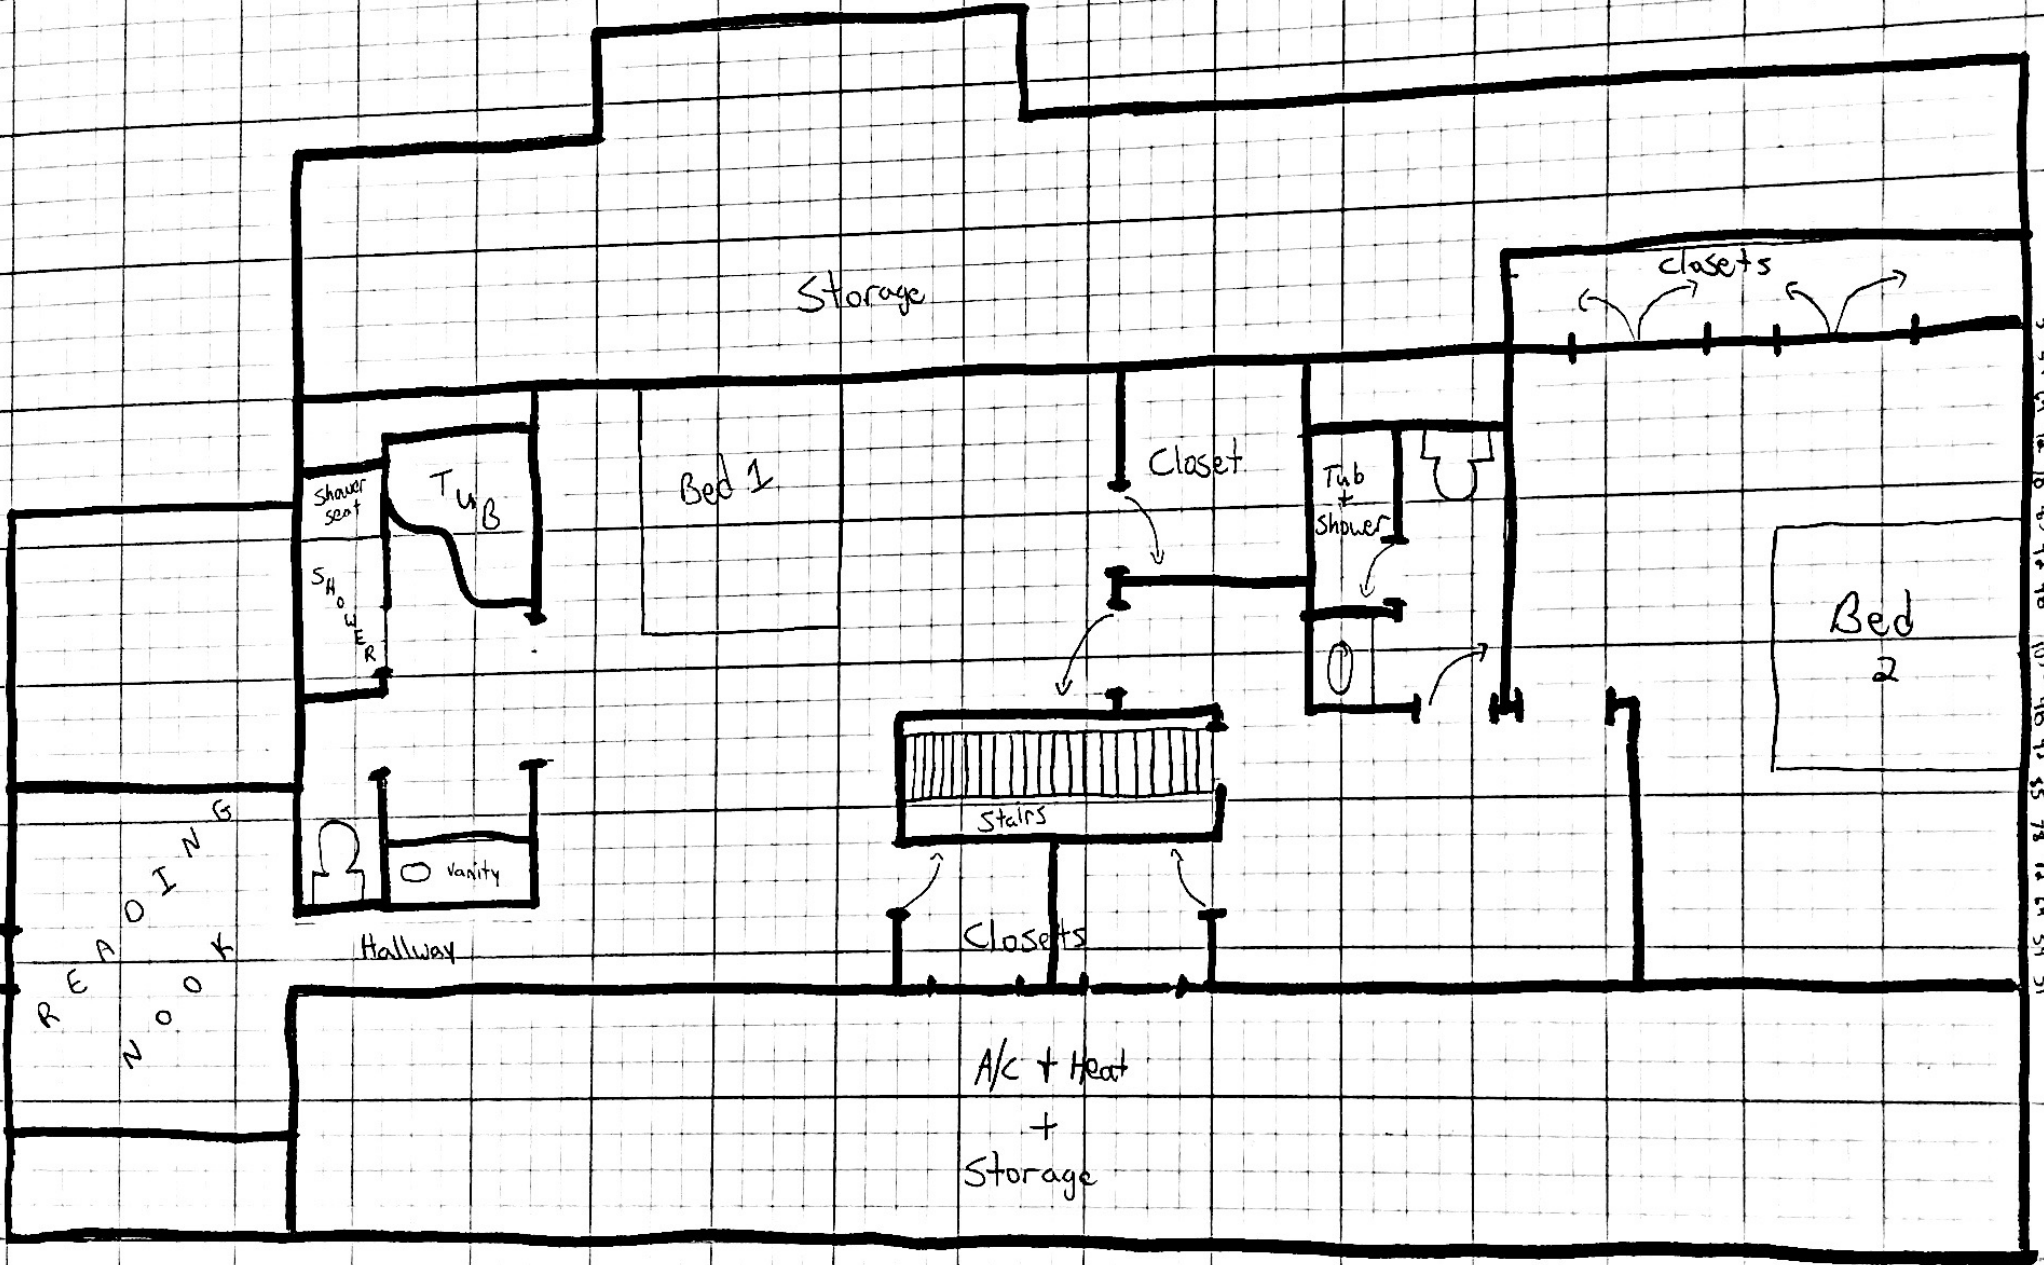 Storage
closets
Closet
Bed 1
TUB
Shower
seat
SHOWER
Tub
+
Shower
Bed
2
Stairs
READING
NOOK
vanity
Hallway
Closets
A/C + Heat
+
Storage